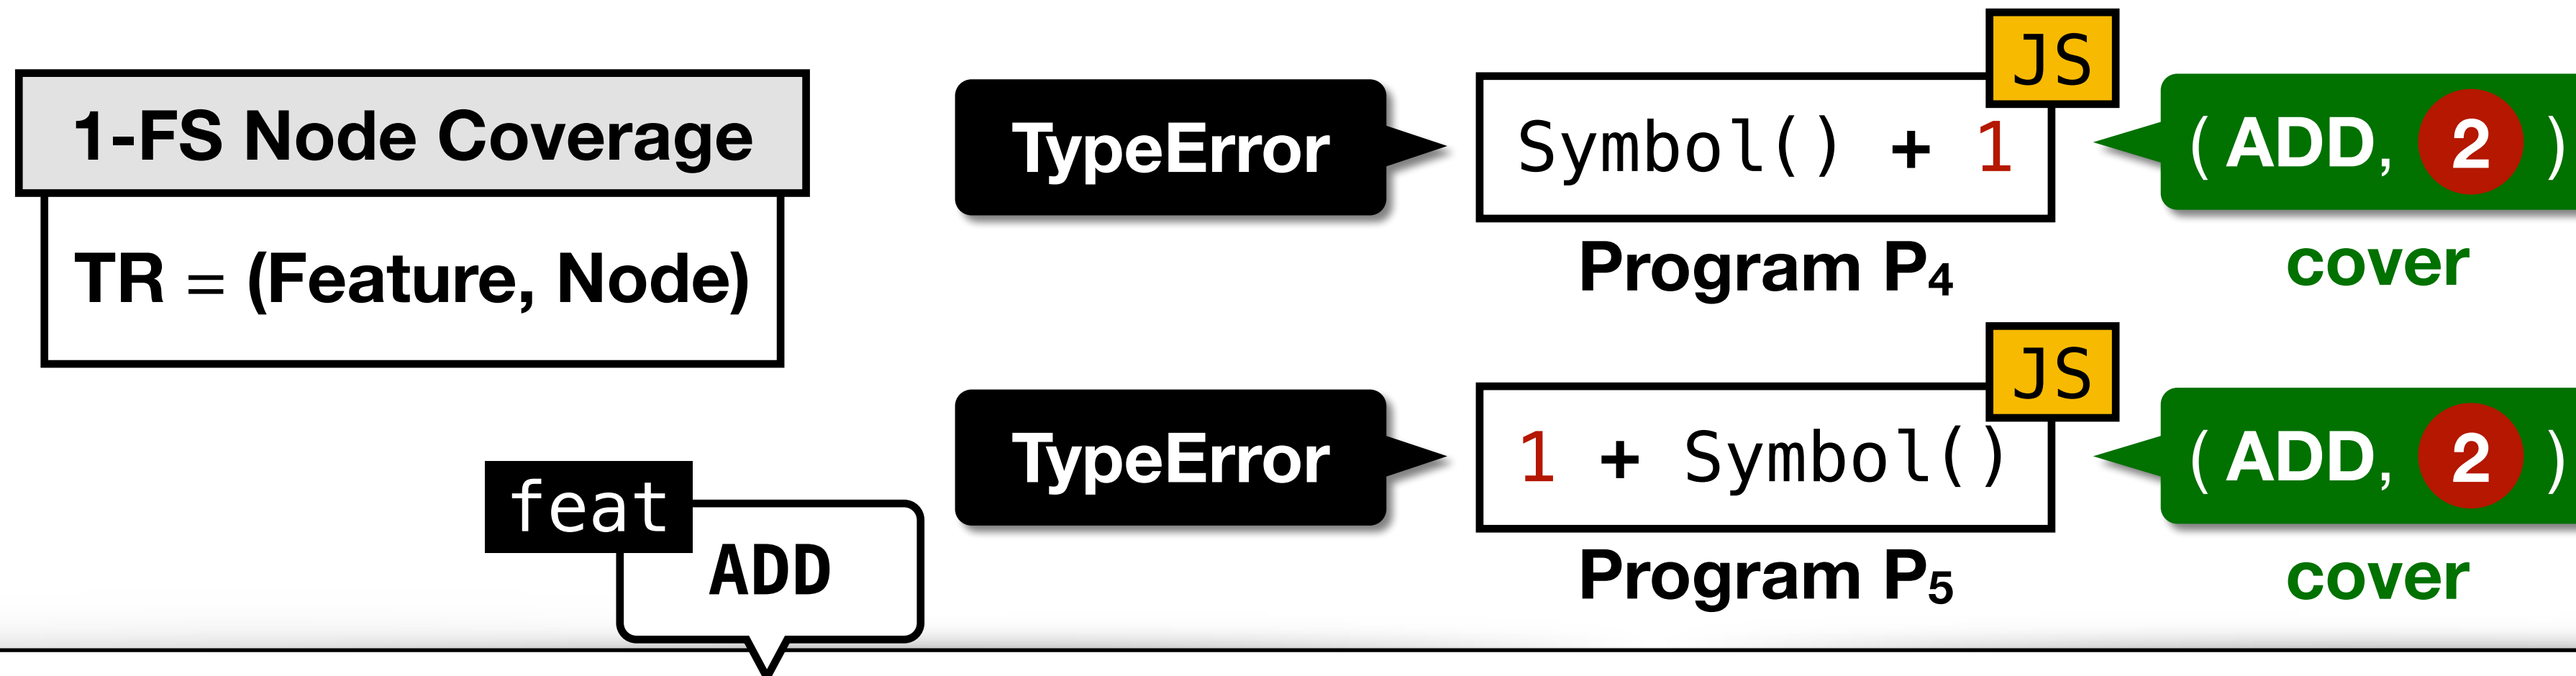 1-FS Node Coverage
TR = (Feature, Node)
TypeError
JS
Symbol() + 1
Program P₄
( ADD, 2 )
cover
TypeError
JS
1 + Symbol()
Program P₅
( ADD, 2 )
cover
feat
ADD